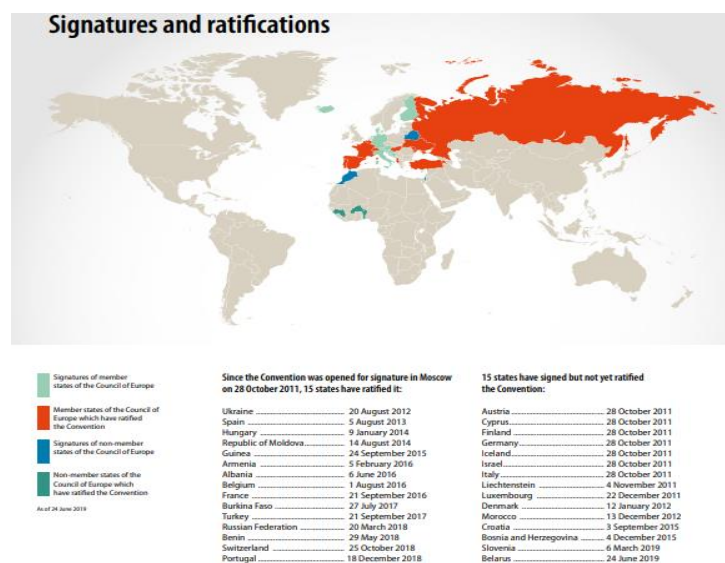 Signatures and ratifications
Signatures of member
states of the Council of Europe
Member states of the Council of
Europe which have ratified
the Convention
Signatures of non-member
states of the Council of Europe
Non-member states of the
Council of Europe which
have ratified the Convention
As of 24 June 2019
Since the Convention was opened for signature in Moscow
on 28 October 2011, 15 states have ratified it:
Ukraine 20 August 2012
Spain 5 August 2013
Hungary 9 January 2014
Republic of Moldova 14 August 2014
Guinea 24 September 2015
Armenia 5 February 2016
Albania 6 June 2016
Belgium 1 August 2016
France 21 September 2016
Burkina Faso 27 July 2017
Turkey 21 September 2017
Russian Federation 20 March 2018
Benin 29 May 2018
Switzerland 25 October 2018
Portugal 18 December 2018
15 states have signed but not yet ratified
the Convention:
Austria 28 October 2011
Cyprus 28 October 2011
Finland 28 October 2011
Germany 28 October 2011
Iceland 28 October 2011
Israel 28 October 2011
Italy 28 October 2011
Liechtenstein 4 November 2011
Luxembourg 22 December 2011
Denmark 12 January 2012
Morocco 13 December 2012
Croatia 3 September 2015
Bosnia and Herzegovina 4 December 2015
Slovenia 6 March 2019
Belarus 24 June 2019